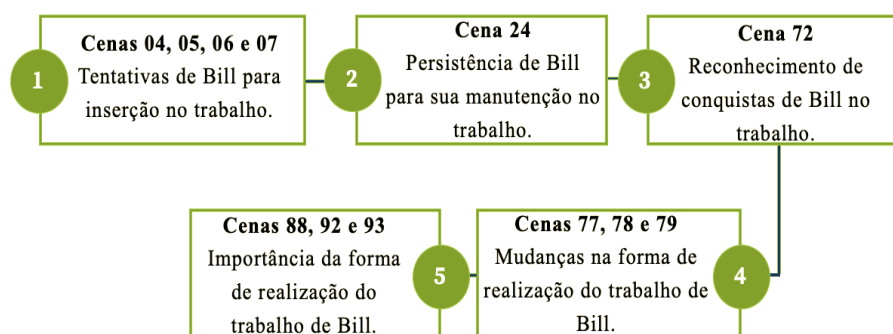 1
Cenas 04, 05, 06 e 07
Tentativas de Bill para
inserção no trabalho.
2
Cena 24
Persistência de Bill
para sua manutenção no
trabalho.
3
Cena 72
Reconhecimento de
conquistas de Bill no
trabalho.
4
Cenas 77, 78 e 79
Mudanças na forma de
realização do trabalho de
Bill.
5
Cenas 88, 92 e 93
Importância da forma
de realização do
trabalho de Bill.